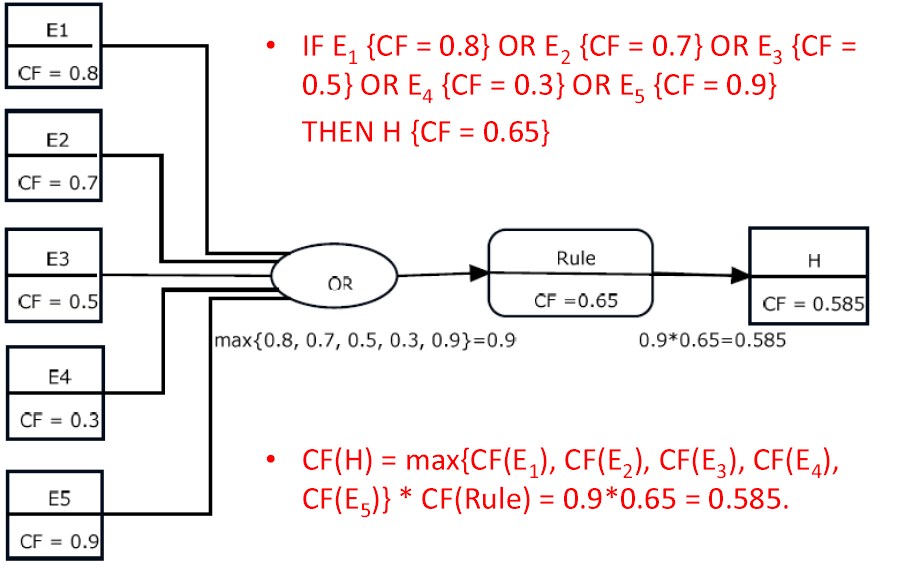 E1
CF = 0.8
E2
CF = 0.7
E3
CF = 0.5
E4
CF = 0.3
E5
CF = 0.9
• IF E₁ {CF = 0.8} OR E₂ {CF = 0.7} OR E₃ {CF =
0.5} OR E₄ {CF = 0.3} OR E₅ {CF = 0.9}
THEN H {CF = 0.65}
OR
max{0.8, 0.7, 0.5, 0.3, 0.9}=0.9
Rule
CF =0.65
0.9*0.65=0.585
H
CF = 0.585
• CF(H) = max{CF(E₁), CF(E₂), CF(E₃), CF(E₄),
CF(E₅)} * CF(Rule) = 0.9*0.65 = 0.585.